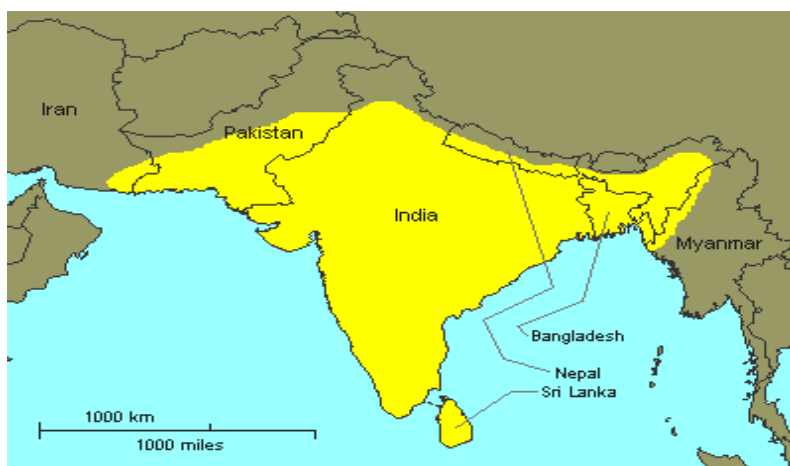 Iran
Pakistan
India
Myanmar
Bangladesh
Nepal
Sri Lanka
1000 km
1000 miles